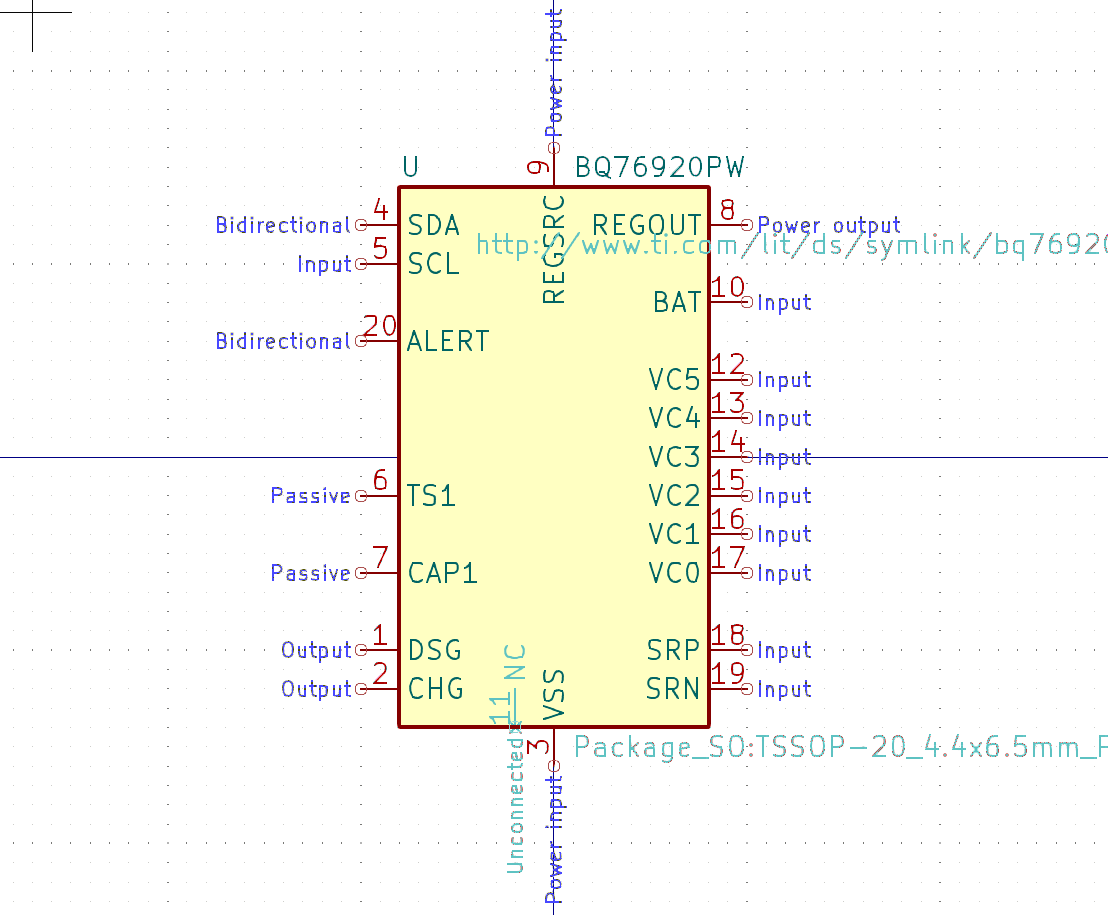 Power input
9
U
BQ76920PW
Bidirectional 4 SDA
REGSRC
REGOUT 8 Power output
http://www.ti.com/lit/ds/symlink/bq76920
Input 5 SCL
BAT 10 Input
Bidirectional 20 ALERT
VC5 12 Input
VC4 13 Input
VC3 14 Input
Passive 6 TS1
VC2 15 Input
VC1 16 Input
Passive 7 CAP1
VC0 17 Input
Output 1 DSG
SRP 18 Input
Output 2 CHG
SRN 19 Input
NC
11
Unconnected
VSS
3
Power input
Package_SO:TSSOP-20_4.4x6.5mm_P